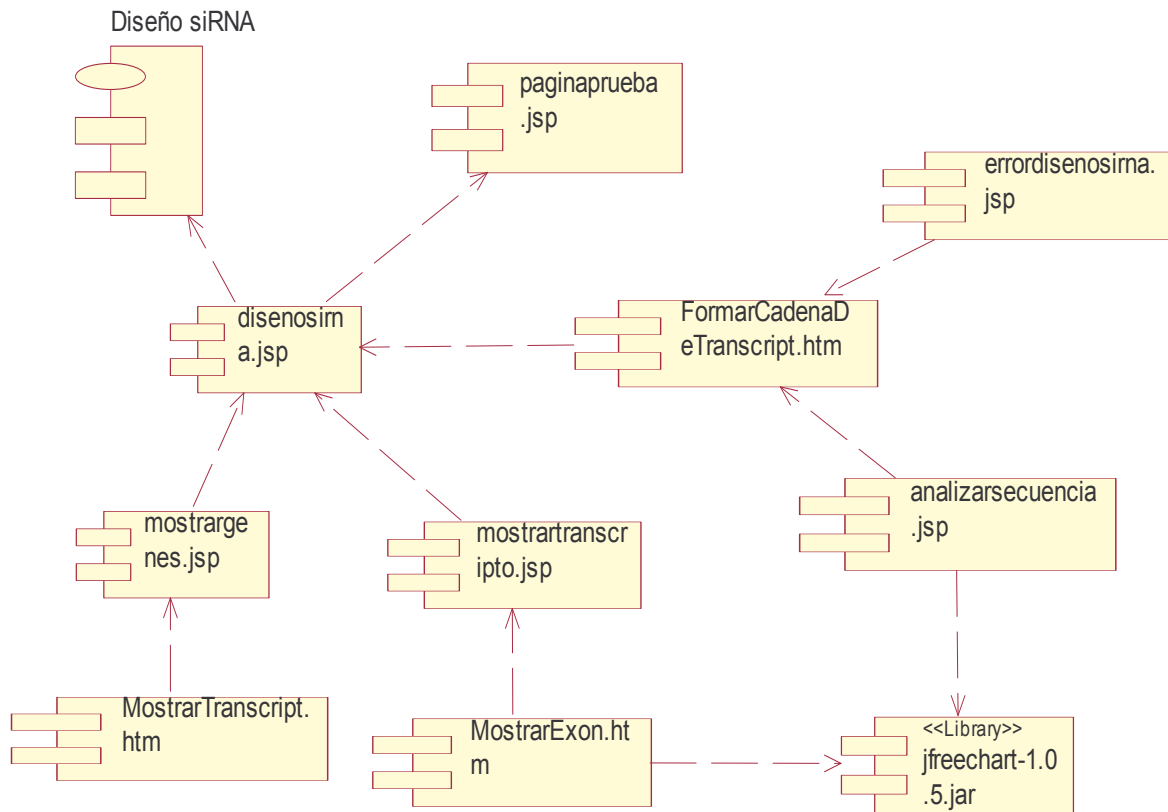 Diseño siRNA
paginaprueba
.jsp
errordisenosirna.
jsp
disenosirn
a.jsp
FormarCadenaD
eTranscript.htm
mostrarge
nes.jsp
mostrartranscr
ipto.jsp
analizarsecuencia
.jsp
MostrarTranscript.
htm
MostrarExon.ht
m
<<Library>>
jfreechart-1.0
.5.jar